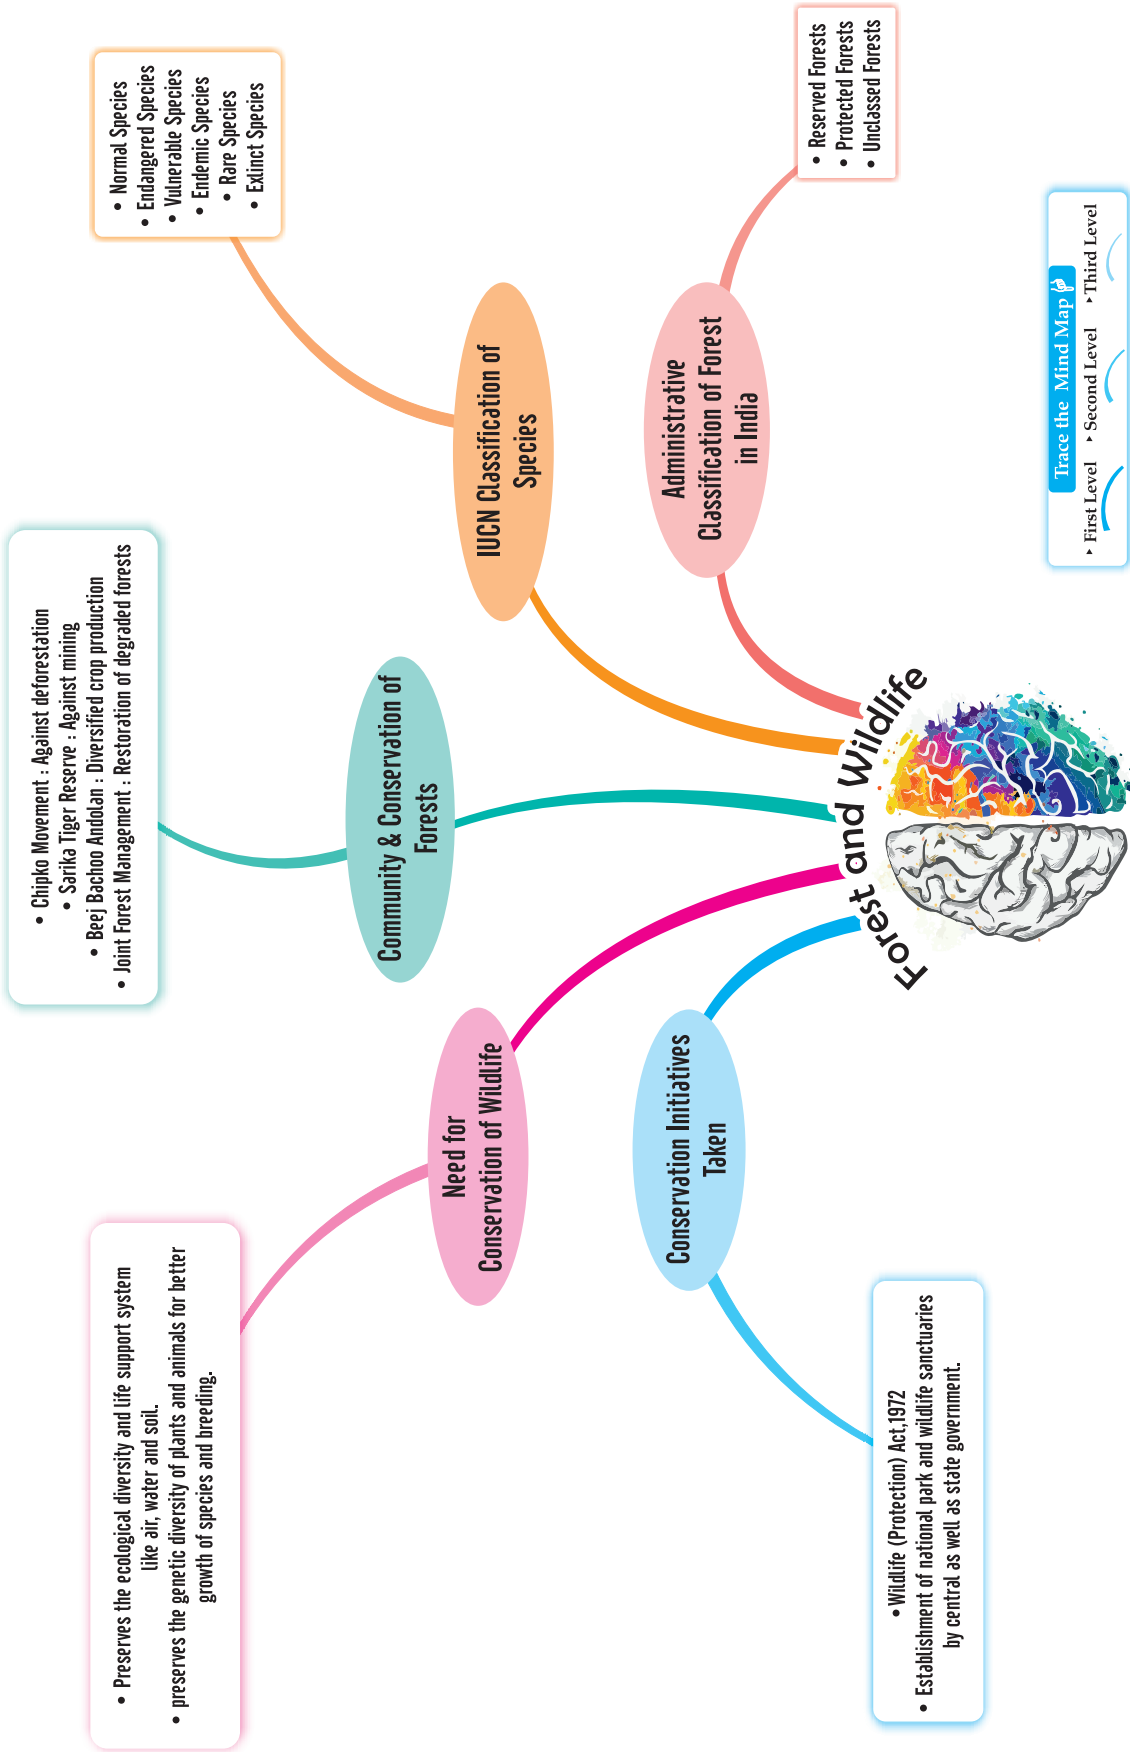 Forest and Wildlife
Conservation Initiatives
Taken
• Wildlife (Protection) Act,1972
• Establishment of national park and wildlife sanctuaries
by central as well as state government.
Need for
Conservation of Wildlife
• Preserves the ecological diversity and life support system
like air, water and soil.
• preserves the genetic diversity of plants and animals for better
growth of species and breeding.
Community & Conservation of
Forests
• Chipko Movement : Against deforestation
• Sarika Tiger Reserve : Against mining
• Beej Bachoo Andolan : Diversified crop production
• Joint Forest Management : Restoration of degraded forests
IUCN Classification of
Species
• Normal Species
• Endangered Species
• Vulnerable Species
• Endemic Species
• Rare Species
• Exlinct Species
Administrative
Classification of Forest
in India
• Reserved Forests
• Protected Forests
• Unclassed Forests
Trace the Mind Map
▸ First Level ▸ Second Level ▸ Third Level